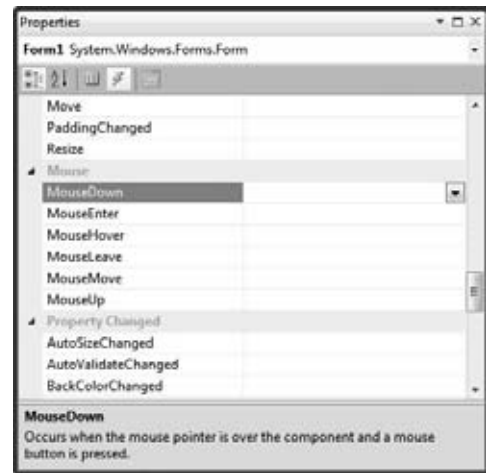 Properties
Form1 System.Windows.Forms.Form
Move
PaddingChanged
Resize
Mouse
MouseDown
MouseEnter
MouseHover
MouseLeave
MouseMove
MouseUp
Property Changed
AutoSizeChanged
AutoValidateChanged
BackColorChanged
MouseDown
Occurs when the mouse pointer is over the component and a mouse
button is pressed.